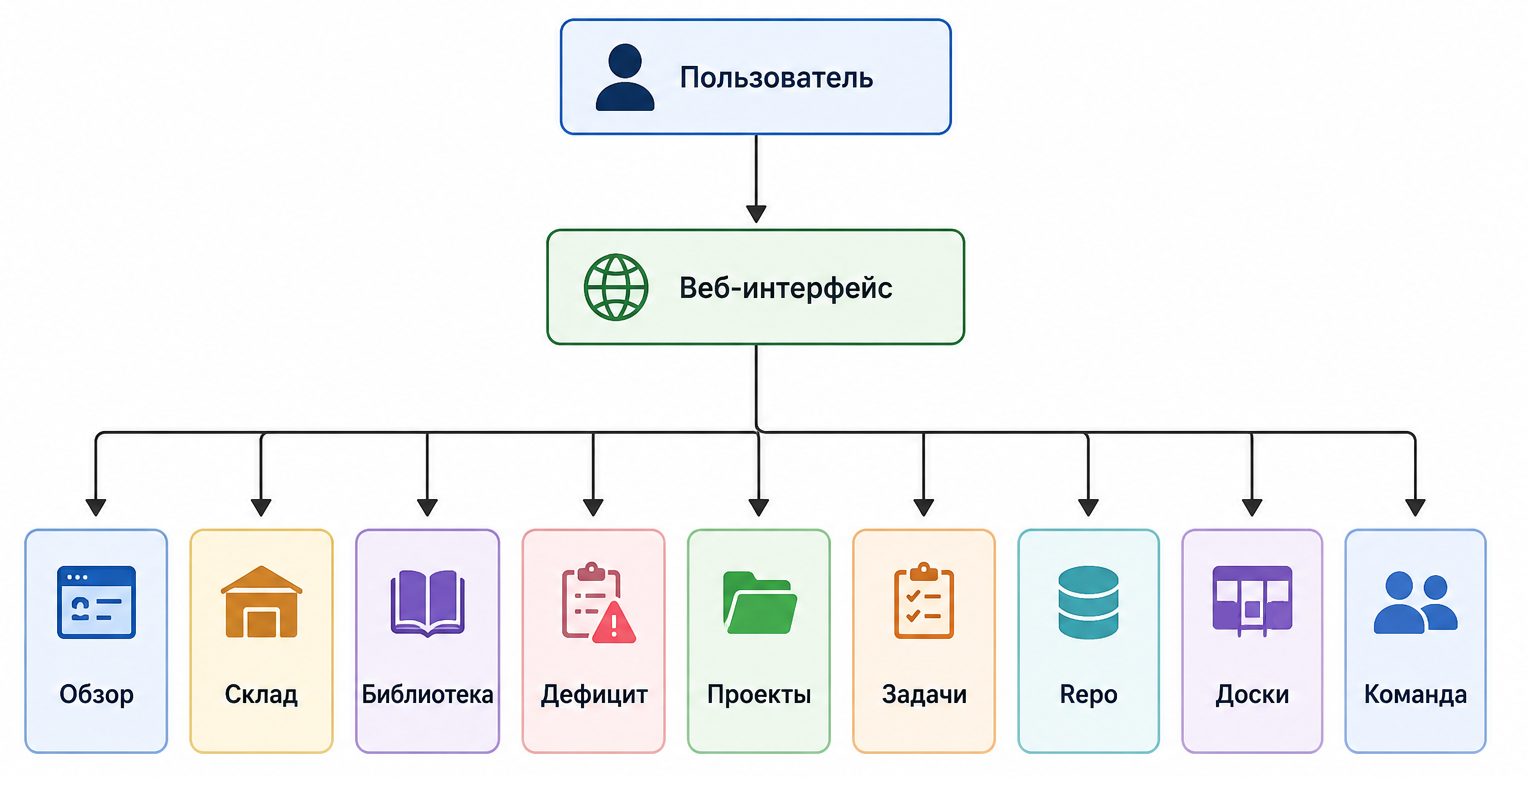 Пользователь
Веб-интерфейс
Обзор
Склад
Библиотека
Дефицит
Проекты
Задачи
Repo
Доски
Команда